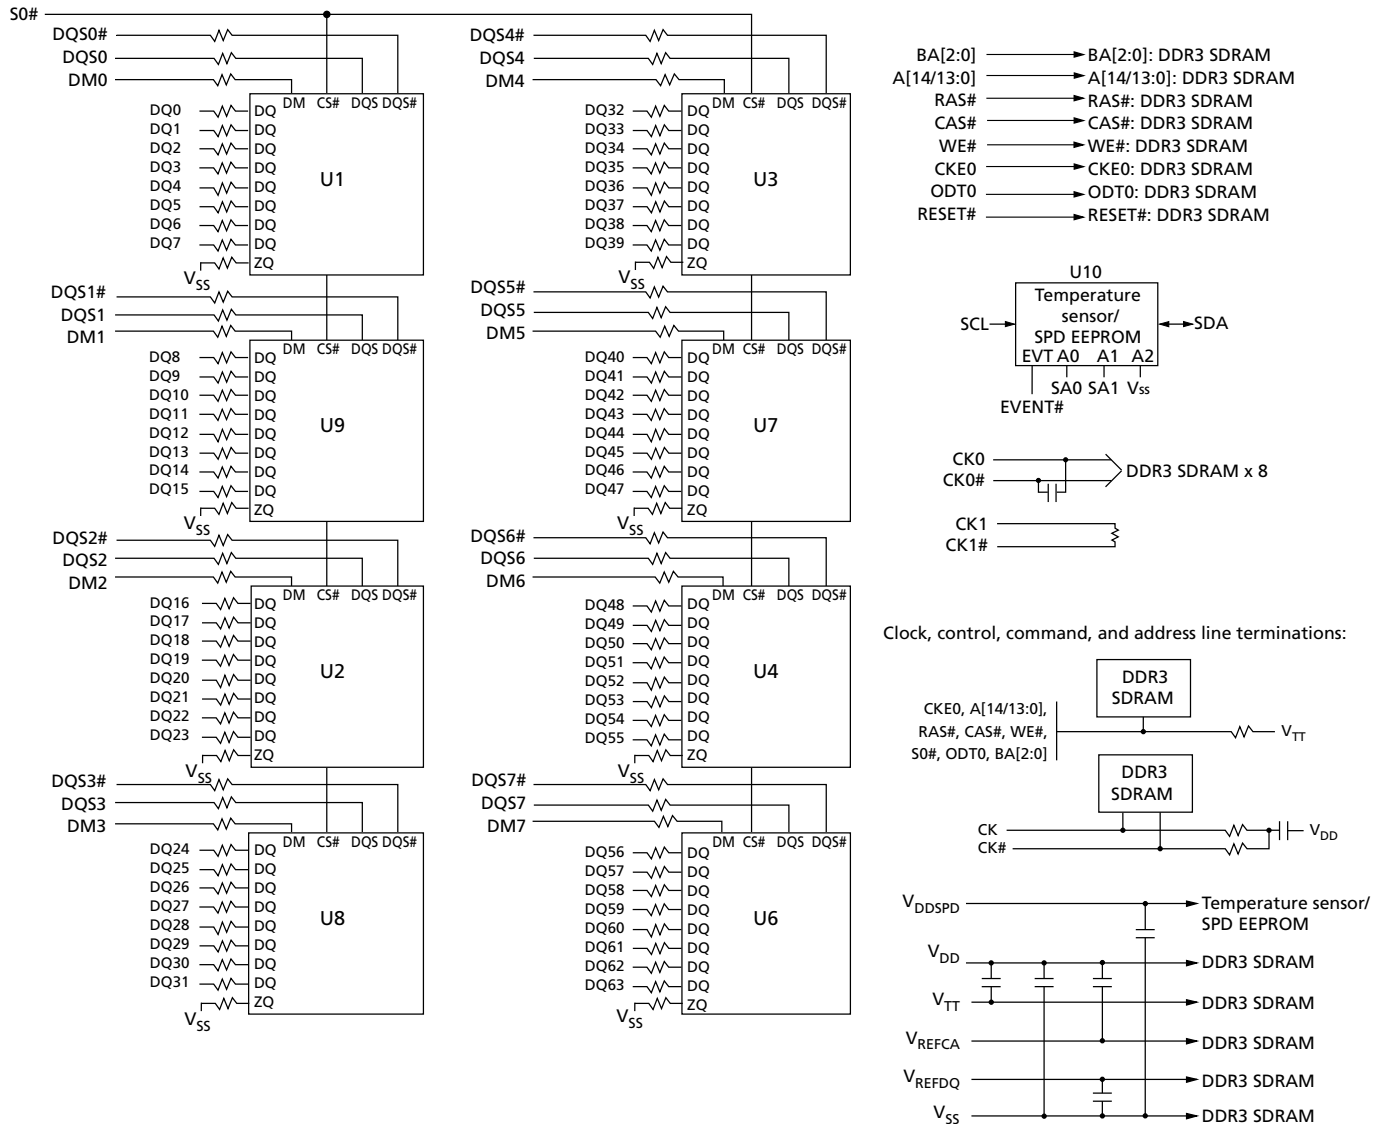 S0#
DQS0#
DQS0
DM0
DM CS# DQS DQS#
DQ0 DQ
DQ1 DQ
DQ2 DQ
DQ3 DQ
DQ4 DQ
DQ5 DQ
DQ6 DQ
DQ7 DQ
ZQ
VSS
U1
DQS1#
DQS1
DM1
DM CS# DQS DQS#
DQ8 DQ
DQ9 DQ
DQ10 DQ
DQ11 DQ
DQ12 DQ
DQ13 DQ
DQ14 DQ
DQ15 DQ
ZQ
VSS
U9
DQS2#
DQS2
DM2
DM CS# DQS DQS#
DQ16 DQ
DQ17 DQ
DQ18 DQ
DQ19 DQ
DQ20 DQ
DQ21 DQ
DQ22 DQ
DQ23 DQ
ZQ
VSS
U2
DQS3#
DQS3
DM3
DM CS# DQS DQS#
DQ24 DQ
DQ25 DQ
DQ26 DQ
DQ27 DQ
DQ28 DQ
DQ29 DQ
DQ30 DQ
DQ31 DQ
ZQ
VSS
U8
DQS4#
DQS4
DM4
DM CS# DQS DQS#
DQ32 DQ
DQ33 DQ
DQ34 DQ
DQ35 DQ
DQ36 DQ
DQ37 DQ
DQ38 DQ
DQ39 DQ
ZQ
VSS
U3
DQS5#
DQS5
DM5
DM CS# DQS DQS#
DQ40 DQ
DQ41 DQ
DQ42 DQ
DQ43 DQ
DQ44 DQ
DQ45 DQ
DQ46 DQ
DQ47 DQ
ZQ
VSS
U7
DQS6#
DQS6
DM6
DM CS# DQS DQS#
DQ48 DQ
DQ49 DQ
DQ50 DQ
DQ51 DQ
DQ52 DQ
DQ53 DQ
DQ54 DQ
DQ55 DQ
ZQ
VSS
U4
DQS7#
DQS7
DM7
DM CS# DQS DQS#
DQ56 DQ
DQ57 DQ
DQ58 DQ
DQ59 DQ
DQ60 DQ
DQ61 DQ
DQ62 DQ
DQ63 DQ
ZQ
VSS
U6
BA[2:0] BA[2:0]: DDR3 SDRAM
A[14/13:0] A[14/13:0]: DDR3 SDRAM
RAS# RAS#: DDR3 SDRAM
CAS# CAS#: DDR3 SDRAM
WE# WE#: DDR3 SDRAM
CKE0 CKE0: DDR3 SDRAM
ODT0 ODT0: DDR3 SDRAM
RESET# RESET#: DDR3 SDRAM
U10
Temperature
sensor/
SPD EEPROM
SCL
SDA
EVT A0 A1 A2
SA0 SA1 Vss
EVENT#
CK0
CK0#
DDR3 SDRAM x 8
CK1
CK1#
Clock, control, command, and address line terminations:
DDR3
SDRAM
CKE0, A[14/13:0],
RAS#, CAS#, WE#,
S0#, ODT0, BA[2:0]
VTT
DDR3
SDRAM
CK
CK#
VDD
VDDSPD Temperature sensor/
SPD EEPROM
VDD DDR3 SDRAM
VTT DDR3 SDRAM
VREFCA DDR3 SDRAM
VREFDQ DDR3 SDRAM
VSS DDR3 SDRAM